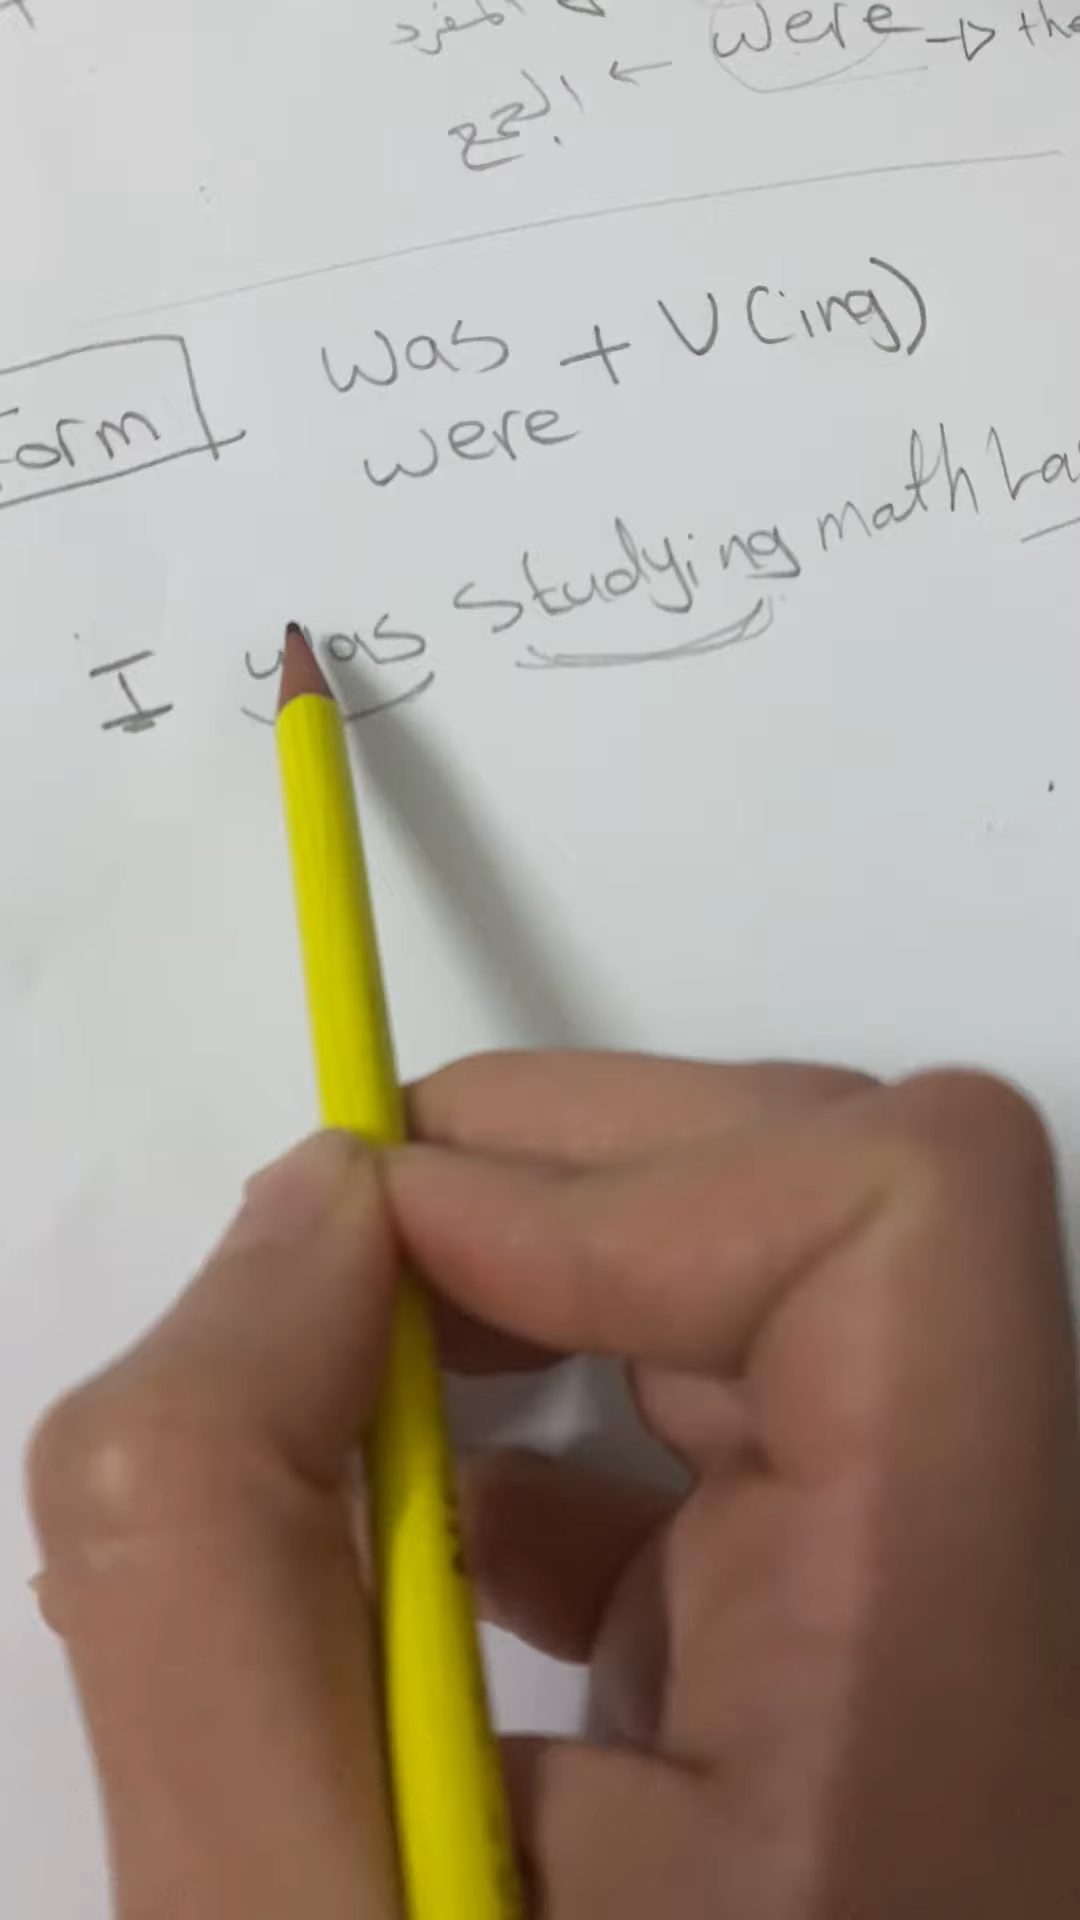 المفرد
were → the
الجمع ←
Form
was + V(ing)
were
I was studying math La